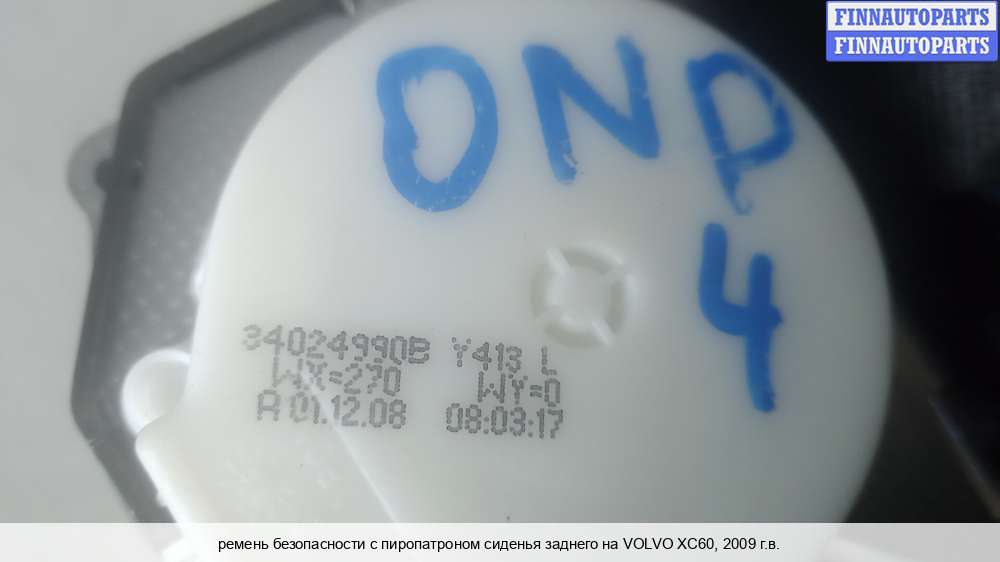 FINNAUTOPARTS
FINNAUTOPARTS
ONP
4
34024990B Y413 L
WX=270 WY=0
A 01.12.08 08:03:17
ремень безопасности с пиропатроном сиденья заднего на VOLVO XC60, 2009 г.в.